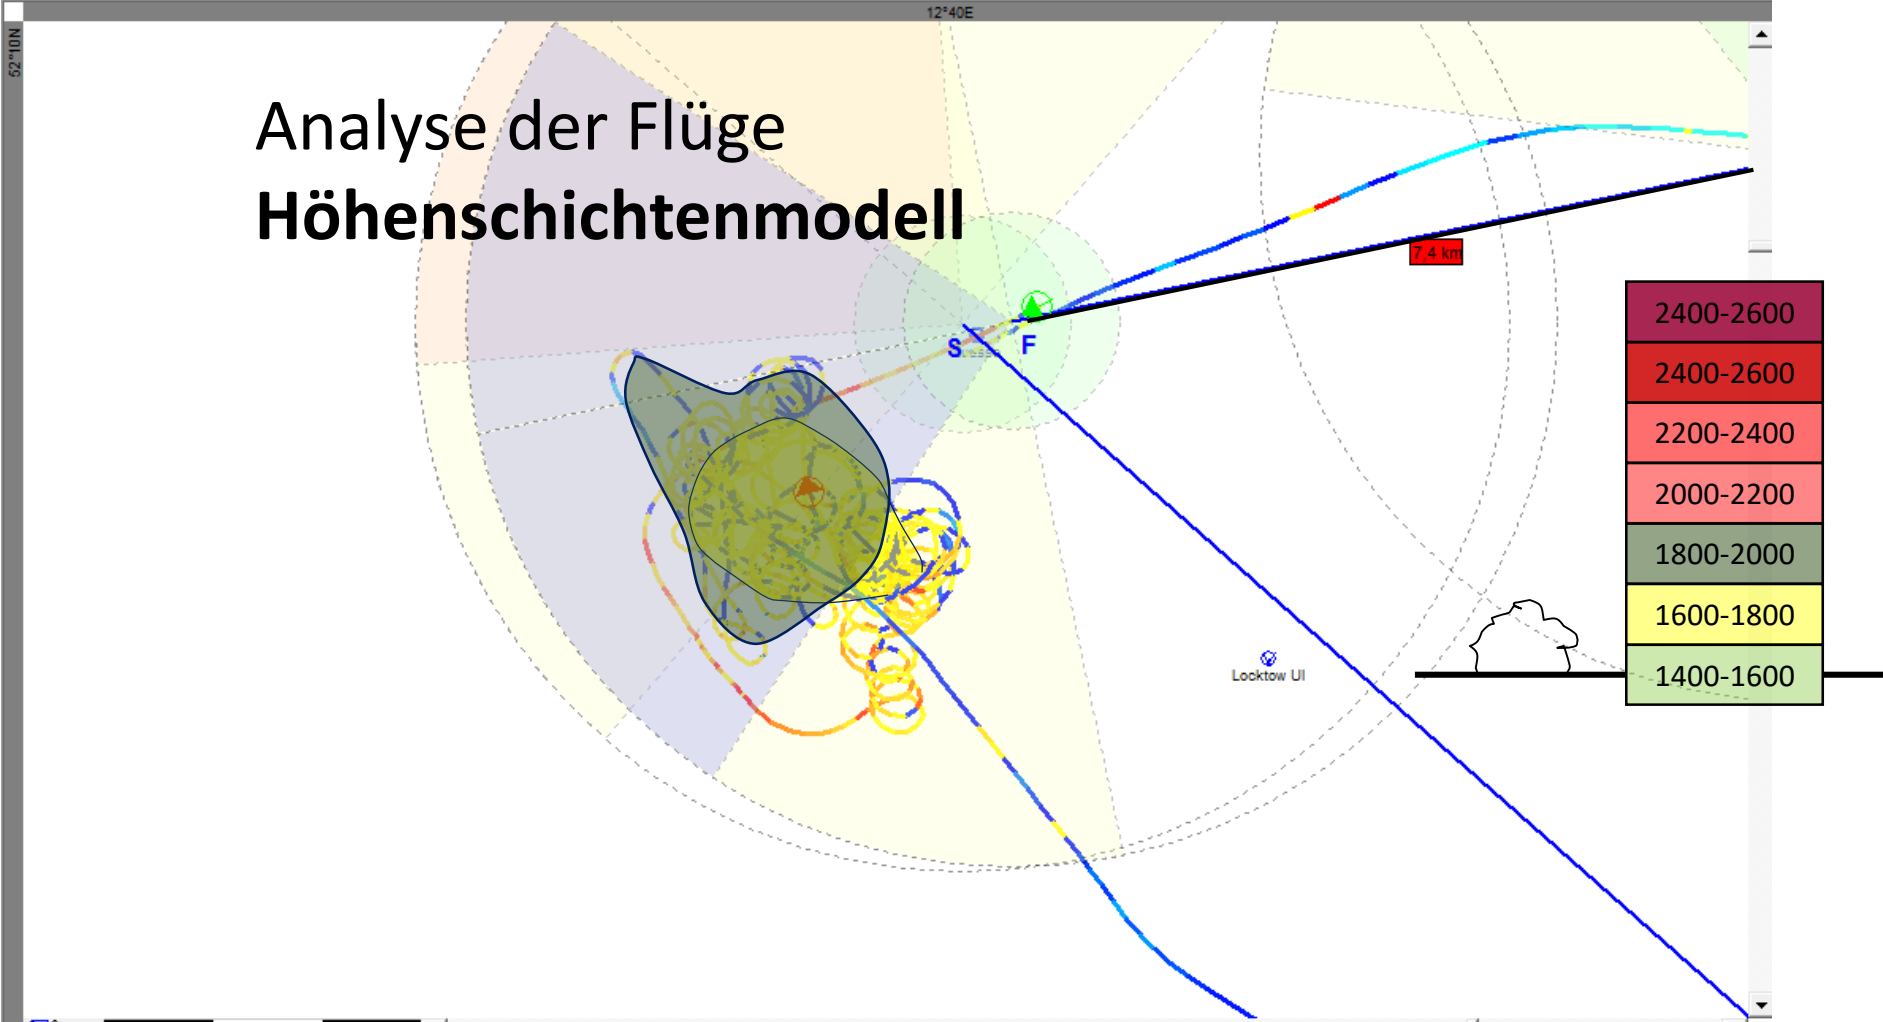 12°40E
52°10N
Analyse der Flüge
Höhenschichtenmodell
7,4 km
S
F
2400-2600
2400-2600
2200-2400
2000-2200
1800-2000
1600-1800
1400-1600
Locktow Ul